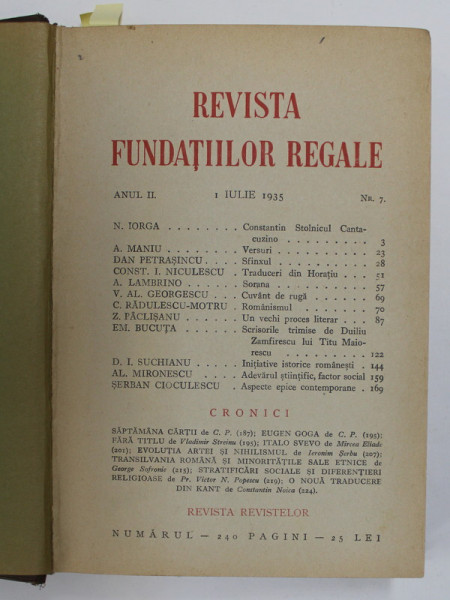 REVISTA
FUNDAȚIILOR REGALE
ANUL II. 1 IULIE 1935 NR. 7.
N. IORGA . . . . . . . . Constantin Stolnicul Canta-
cuzino . . . . . . . . . 3
A. MANIU . . . . . . . . Versuri . . . . . . . . . 23
DAN PETRAȘINCU . . . . Sfinxul . . . . . . . . . 28
CONST. I. NICULESCU . Traduceri din Horațiu . . . 51
A. LAMBRINO . . . . . . Sorana . . . . . . . . . 57
V. AL. GEORGESCU . . . Cuvânt de rugă . . . . . . 69
C. RĂDULESCU-MOTRU . Românismul . . . . . . . 70
Z. PÂCLIȘANU . . . . . . Un vechi proces literar . . . 87
EM. BUCUȚA . . . . . . . Scrisorile trimise de Duiliu
Zamfirescu lui Titu Maio-
rescu . . . . . . . . . 122
D. I. SUCHIANU . . . . . Inițiative istorice românești . 144
AL. MIRONESCU . . . . . Adevărul științific, factor social 159
ȘERBAN CIOCULESCU . Aspecte epice contemporane . 169
CRONICI
SĂPTĂMÂNA CĂRȚII de C. P. (187); EUGEN GOGA de C. P. (195);
FĂRĂ TITLU de Vladimir Streinu (195); ITALO SVEVO de Mircea Eliade
(201); EVOLUȚIA ARTEI ȘI NIHILISMUL de Ieronim Șerbu (207);
TRANSILVANIA ROMÂNĂ ȘI MINORITĂȚILE SALE ETNICE de
George Sofronie (215); STRATIFICĂRI SOCIALE ȘI DIFERENȚIERI
RELIGIOASE de Pr. Victor N. Popescu (219); O NOUĂ TRADUCERE
DIN KANT de Constantin Noica (224).
REVISTA REVISTELOR
NUMĂRUL — 240 PAGINI — 25 LEI